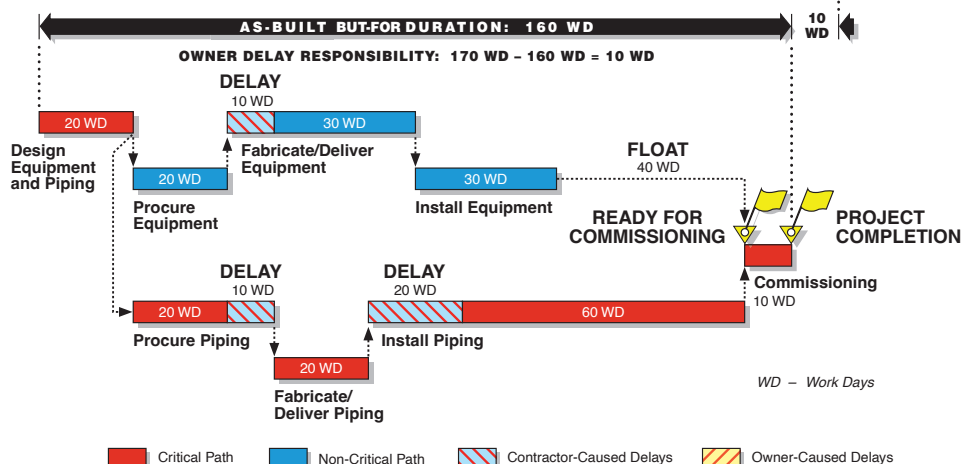 AS-BUILT BUT-FOR DURATION: 160 WD
10
WD
OWNER DELAY RESPONSIBILITY: 170 WD – 160 WD = 10 WD
DELAY
10 WD
20 WD
30 WD
Design
Equipment
and Piping
Fabricate/Deliver
Equipment
FLOAT
40 WD
20 WD
30 WD
Procure
Equipment
Install Equipment
READY FOR
COMMISSIONING
PROJECT
COMPLETION
DELAY
10 WD
DELAY
20 WD
Commissioning
10 WD
20 WD
60 WD
Procure Piping
Install Piping
20 WD
Fabricate/
Deliver Piping
WD – Work Days
Critical Path
Non-Critical Path
Contractor-Caused Delays
Owner-Caused Delays